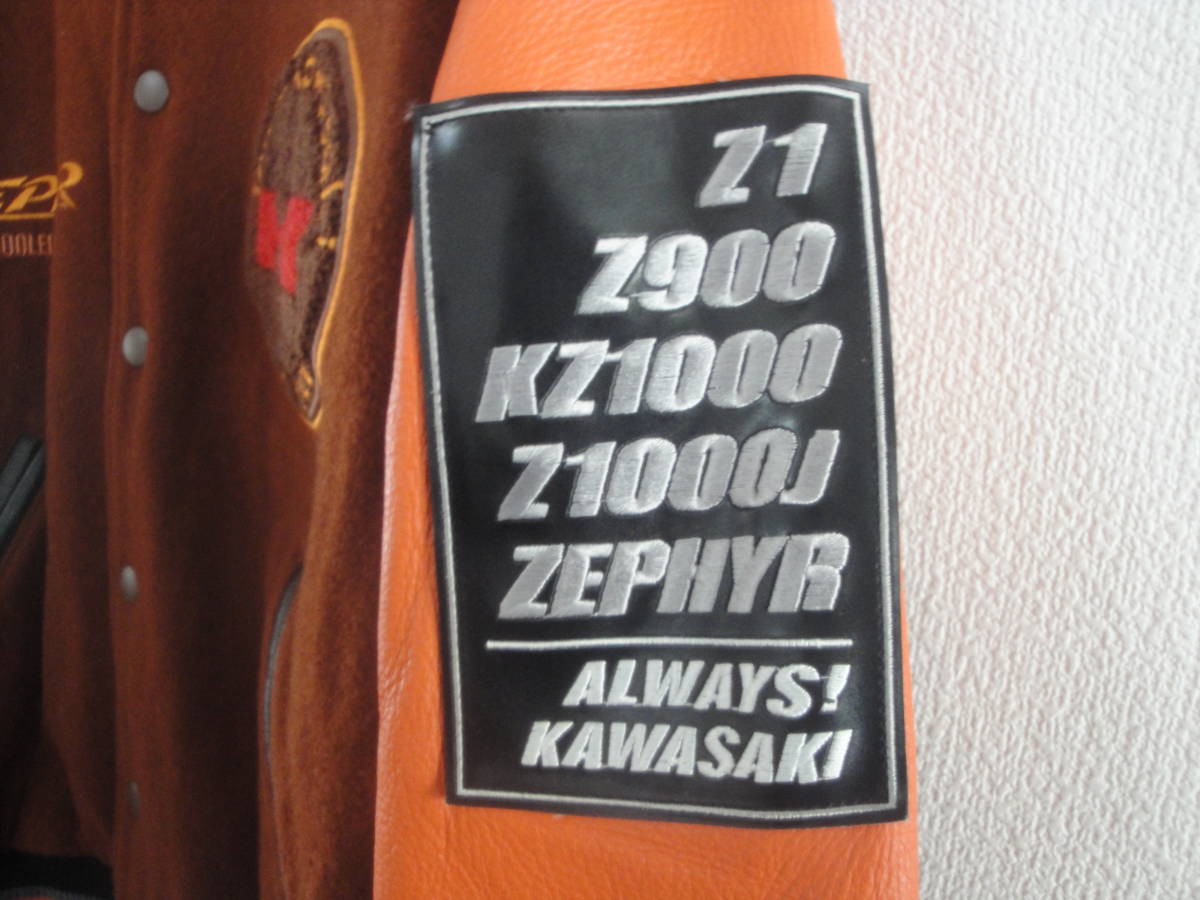 Z1
Z900
KZ1000
Z1000J
ZEPHYR
ALWAYS!
KAWASAKI